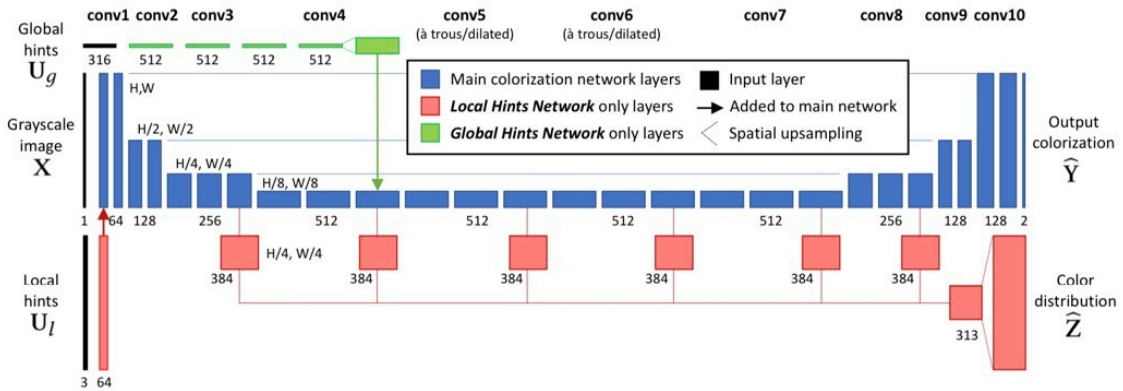 conv1 conv2 conv3 conv4 conv5 conv6 conv7 conv8 conv9 conv10
(à trous/dilated) (à trous/dilated)
Global
hints
U_g
316 512 512 512 512
Main colorization network layers
Local Hints Network only layers
Global Hints Network only layers
Input layer
Added to main network
Spatial upsampling
H,W
H/2, W/2
H/4, W/4
H/8, W/8
Grayscale
image
X
Output
colorization
Ŷ
1 64 128 256 512 512 512 512 256 128 128 2
H/4, W/4
384 384 384 384 384 384
Local
hints
U_l
Color
distribution
Ẑ
313
3 64